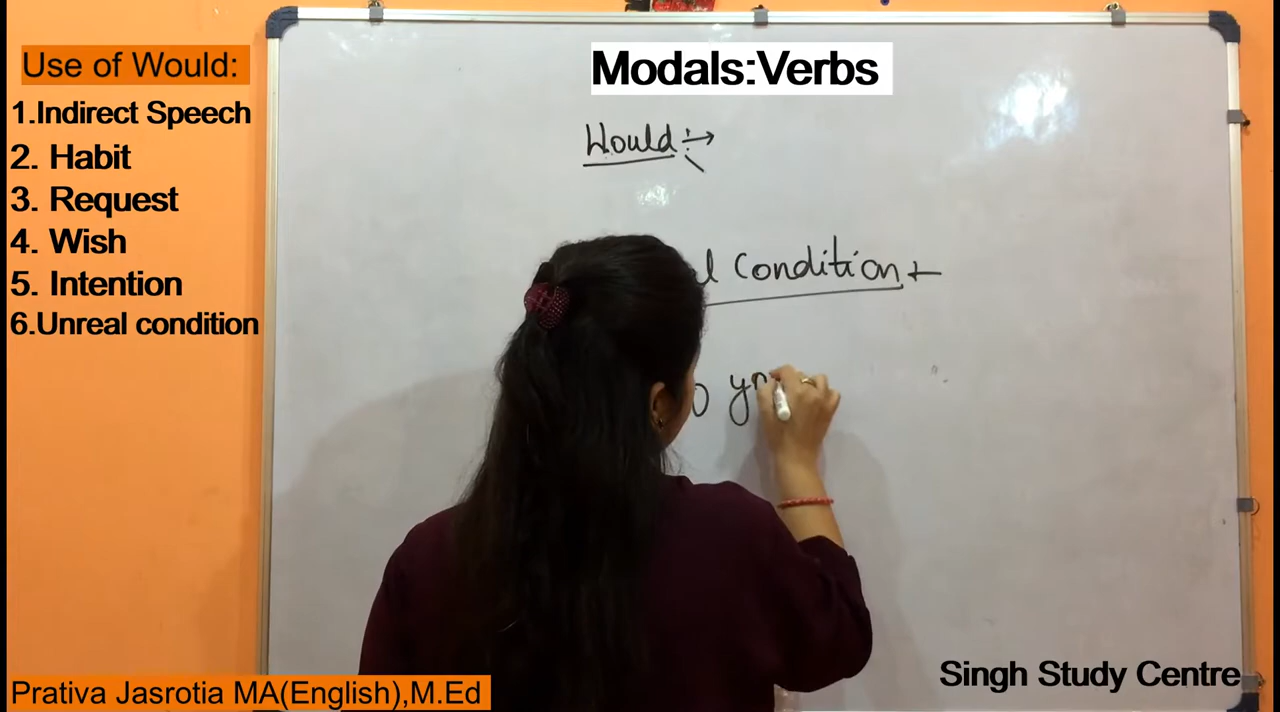 Use of Would:
1.Indirect Speech
2. Habit
3. Request
4. Wish
5. Intention
6.Unreal condition
Modals:Verbs
Would :→
Condition
Prativa Jasrotia MA(English),M.Ed
Singh Study Centre